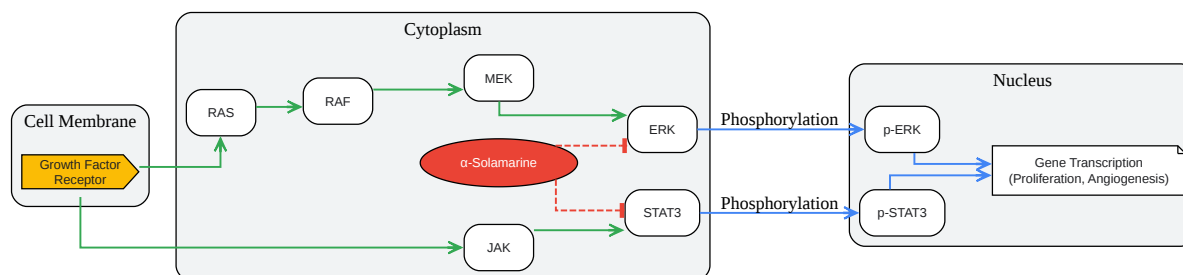 Cytoplasm
Nucleus
Cell Membrane
MEK
RAF
RAS
ERK
Phosphorylation
p-ERK
Growth Factor
Receptor
α-Solamarine
Gene Transcription
(Proliferation, Angiogenesis)
STAT3
Phosphorylation
p-STAT3
JAK